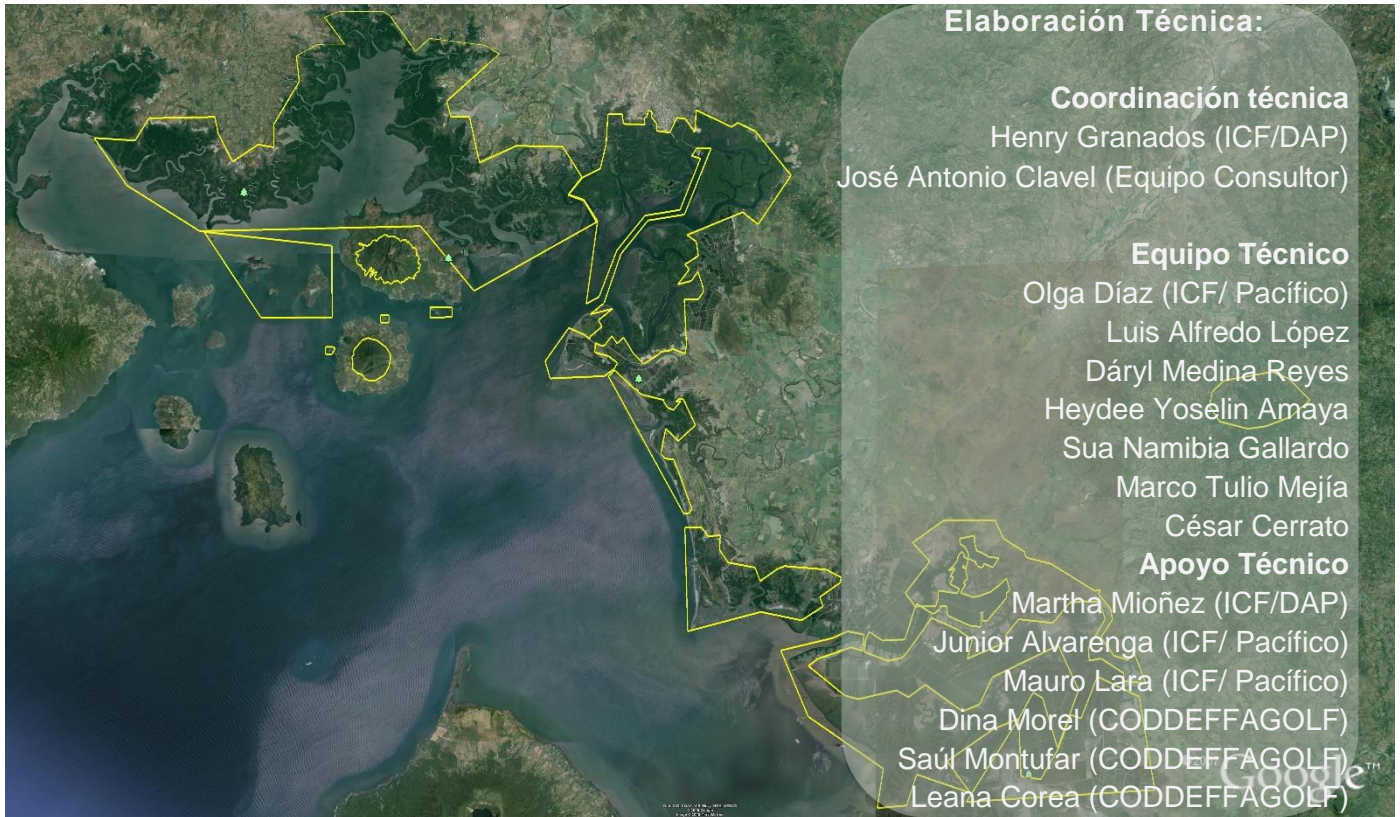 Elaboración Técnica:
Coordinación técnica
Henry Granados (ICF/DAP)
José Antonio Clavel (Equipo Consultor)
Equipo Técnico
Olga Díaz (ICF/ Pacífico)
Luis Alfredo López
Dáryl Medina Reyes
Heydee Yoselin Amaya
Sua Namibia Gallardo
Marco Tulio Mejía
César Cerrato
Apoyo Técnico
Martha Mioñez (ICF/DAP)
Junior Alvarenga (ICF/ Pacífico)
Mauro Lara (ICF/ Pacífico)
Dina Morel (CODDEFFAGOLF)
Saúl Montufar (CODDEFFAGOLF)
Leana Corea (CODDEFFAGOLF)
Google™